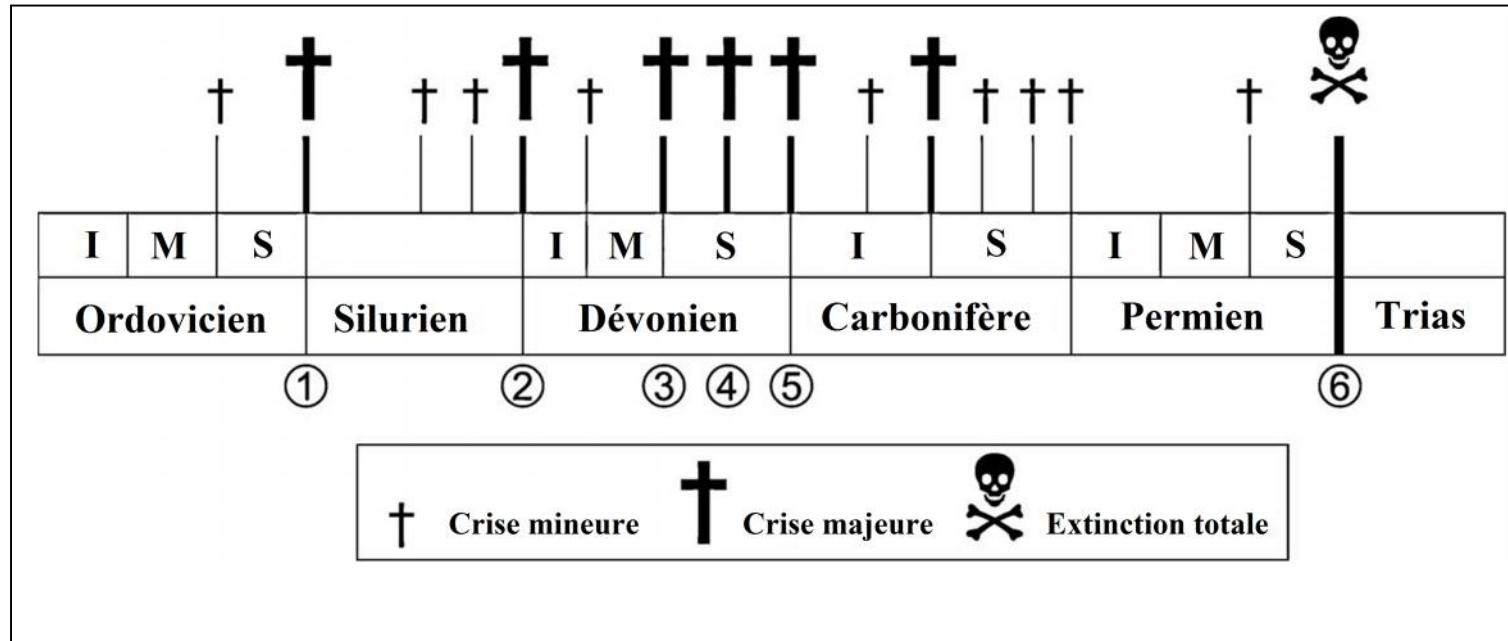 I M S I M S I S I M S
Ordovicien Silurien Dévonien Carbonifère Permien Trias
① ② ③ ④ ⑤ ⑥
Crise mineure Crise majeure Extinction totale